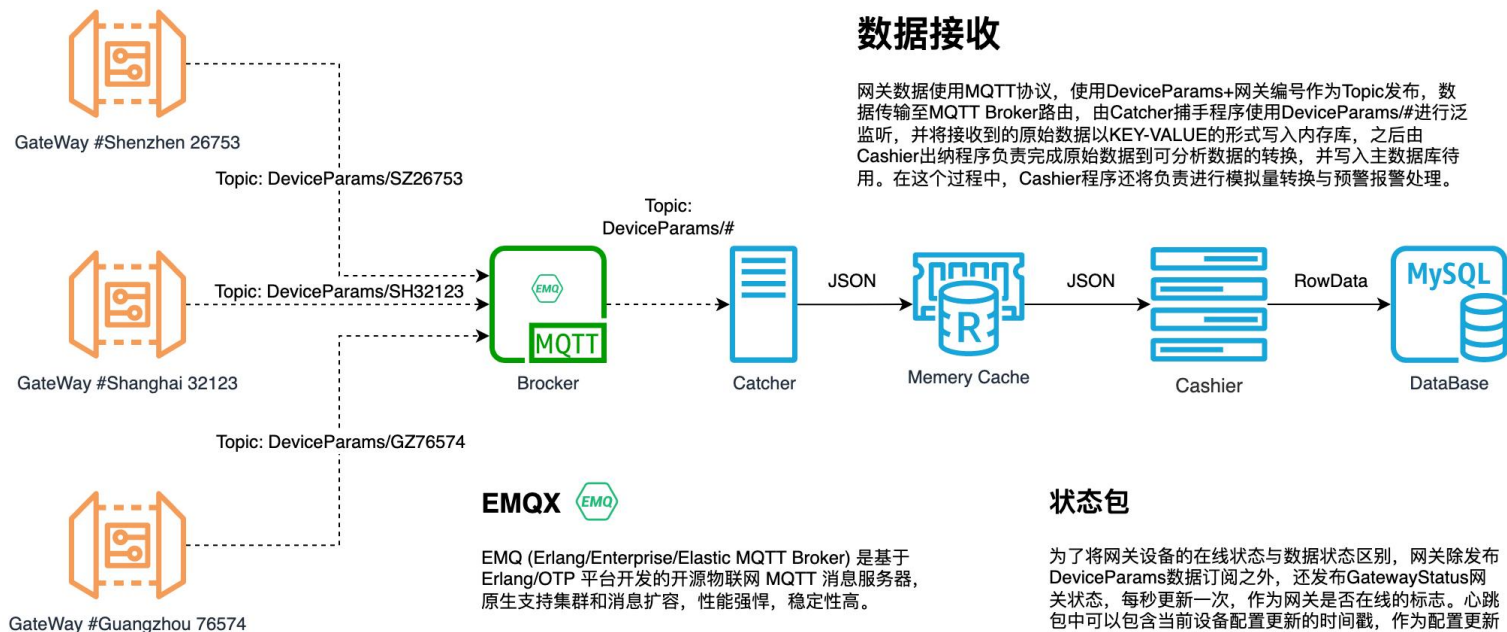 数据接收
网关数据使用MQTT协议，使用DeviceParams+网关编号作为Topic发布，数
据传输至MQTT Broker路由，由Catcher捕手程序使用DeviceParams/#进行泛
监听，并将接收到的原始数据以KEY-VALUE的形式写入内存库，之后由
Cashier出纳程序负责完成原始数据到可分析数据的转换，并写入主数据库待
用。在这个过程中，Cashier程序还将负责进行模拟量转换与预警报警处理。
GateWay #Shenzhen 26753
Topic: DeviceParams/SZ26753
Topic:
DeviceParams/#
Topic: DeviceParams/SH32123
EMQ
MQTT
JSON
R
JSON
RowData
MySQL
GateWay #Shanghai 32123
Brocker
Catcher
Memery Cache
Cashier
DataBase
Topic: DeviceParams/GZ76574
GateWay #Guangzhou 76574
EMQX
EMQ
EMQ (Erlang/Enterprise/Elastic MQTT Broker) 是基于
Erlang/OTP 平台开发的开源物联网 MQTT 消息服务器，
原生支持集群和消息扩容，性能强悍，稳定性高。
状态包
为了将网关设备的在线状态与数据状态区别，网关除发布
DeviceParams数据订阅之外，还发布GatewayStatus网
关状态，每秒更新一次，作为网关是否在线的标志。心跳
包中可以包含当前设备配置更新的时间戳，作为配置更新